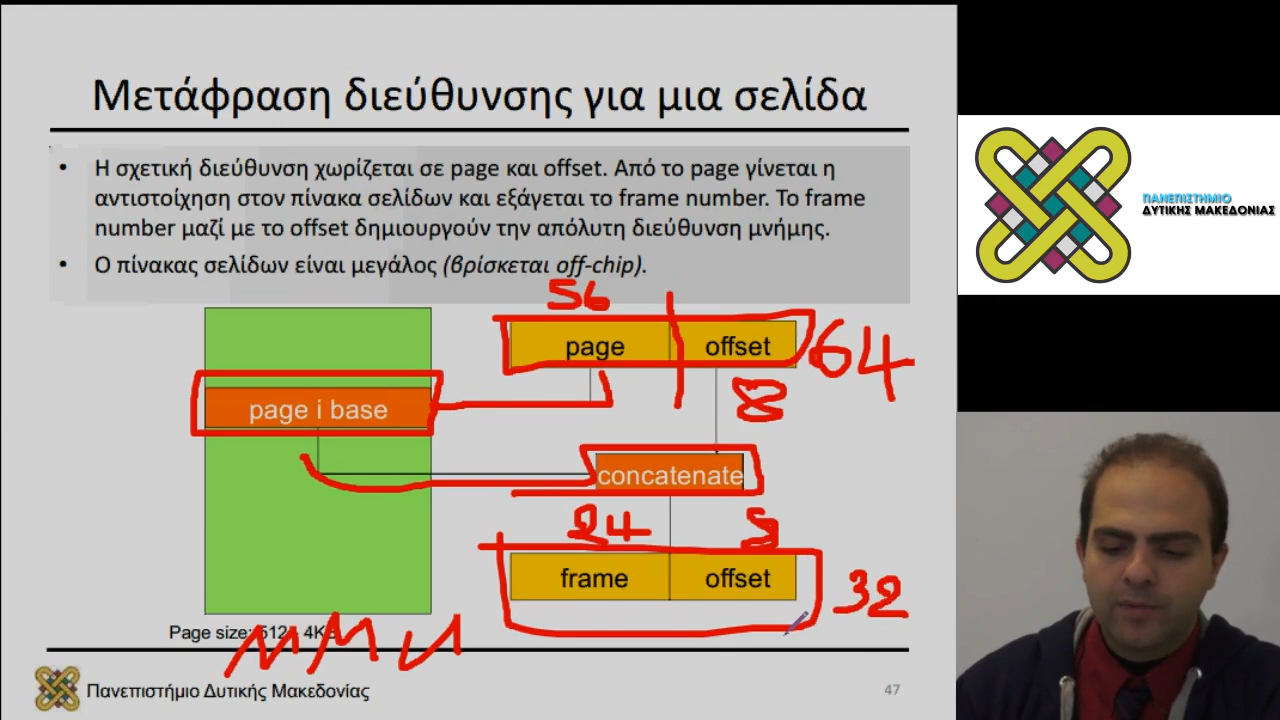 Μετάφραση διεύθυνσης για μια σελίδα
• Η σχετική διεύθυνση χωρίζεται σε page και offset. Από το page γίνεται η
αντιστοίχηση στον πίνακα σελίδων και εξάγεται το frame number. Το frame
number μαζί με το offset δημιουργούν την απόλυτη διεύθυνση μνήμης.
• Ο πίνακας σελίδων είναι μεγάλος (βρίσκεται off-chip).
56
page offset 64
8
page i base
concatenate
24 8
frame offset 32
Page size: 512 - 4K
MMU
Πανεπιστήμιο Δυτικής Μακεδονίας
47
ΠΑΝΕΠΙΣΤΗΜΙΟ
ΔΥΤΙΚΗΣ ΜΑΚΕΔΟΝΙΑΣ